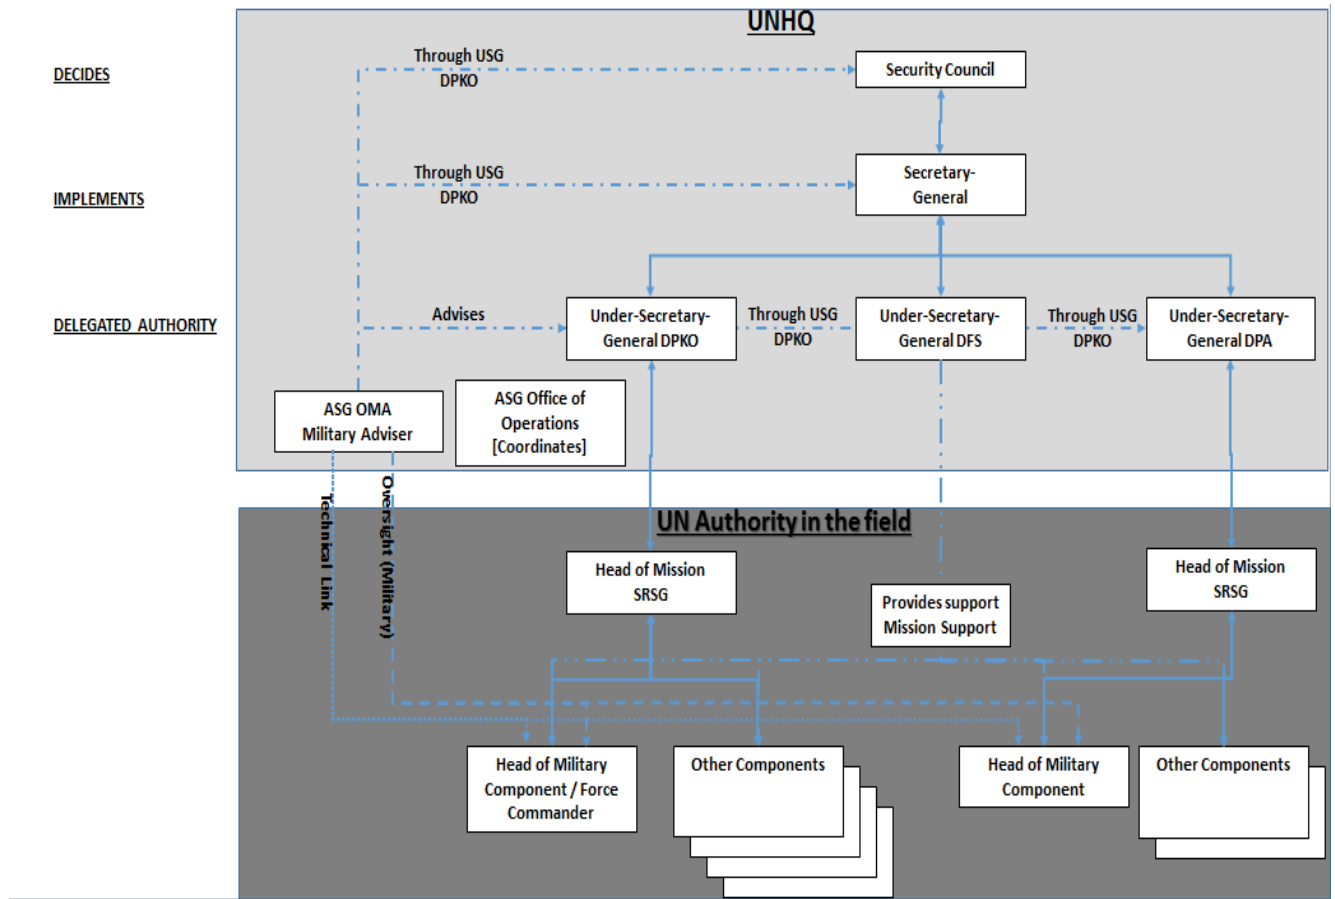 UNHQ
DECIDES
Through USG
DPKO
Security Council
IMPLEMENTS
Through USG
DPKO
Secretary-
General
DELEGATED AUTHORITY
Advises
Under-Secretary-
General DPKO
Through USG
DPKO
Under-Secretary-
General DFS
Through USG
DPKO
Under-Secretary-
General DPA
ASG OMA
Military Adviser
ASG Office of
Operations
[Coordinates]
Technical Link
Oversight (Military)
UN Authority in the field
Head of Mission
SRSG
Provides support
Mission Support
Head of Mission
SRSG
Head of Military
Component / Force
Commander
Other Components
Head of Military
Component
Other Components